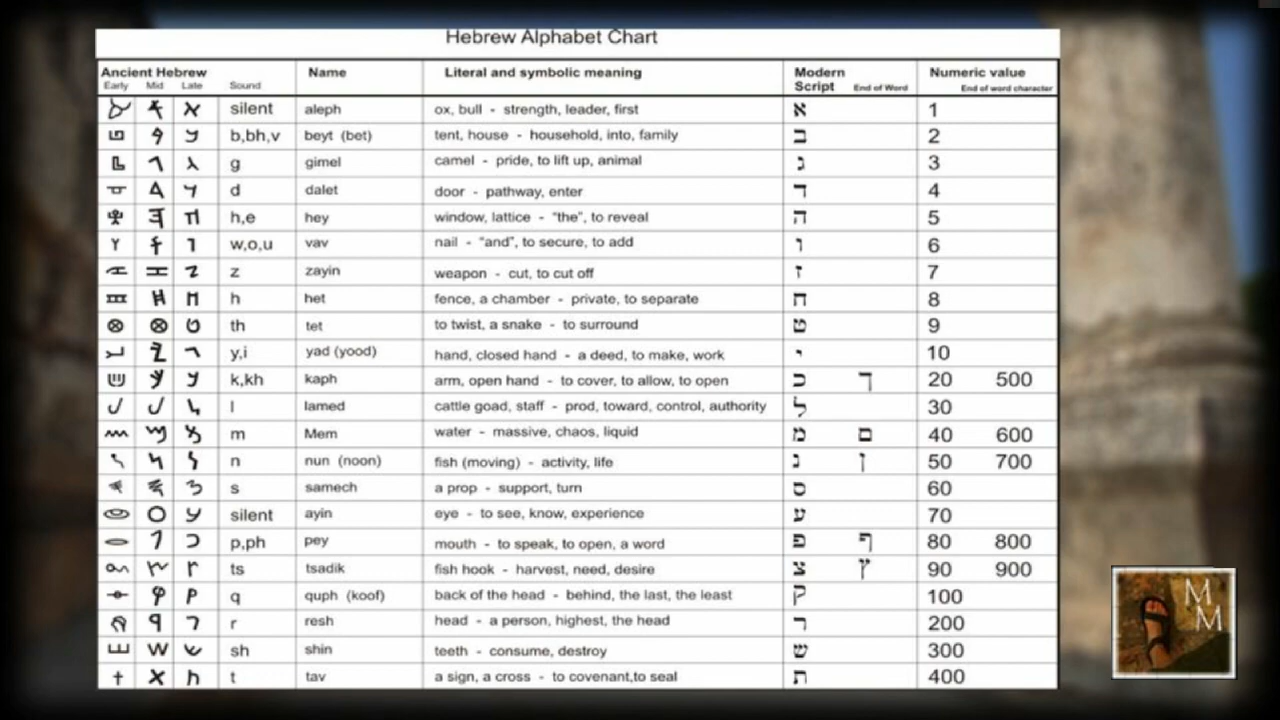 Hebrew Alphabet Chart
Ancient Hebrew Name Literal and symbolic meaning Modern Script End of Word Numeric value End of word character
Early Mid Late Sound
silent aleph ox, bull - strength, leader, first א 1
b,bh,v beyt (bet) tent, house - household, into, family ב 2
g gimel camel - pride, to lift up, animal ג 3
d dalet door - pathway, enter ד 4
h,e hey window, lattice - “the”, to reveal ה 5
w,o,u vav nail - “and”, to secure, to add ו 6
z zayin weapon - cut, to cut off ז 7
h het fence, a chamber - private, to separate ח 8
th tet to twist, a snake - to surround ט 9
y,i yad (yood) hand, closed hand - a deed, to make, work י 10
k,kh kaph arm, open hand - to cover, to allow, to open כ ך 20 500
l lamed cattle goad, staff - prod, toward, control, authority ל 30
m Mem water - massive, chaos, liquid מ ם 40 600
n nun (noon) fish (moving) - activity, life נ ן 50 700
s samech a prop - support, turn ס 60
silent ayin eye - to see, know, experience ע 70
p,ph pey mouth - to speak, to open, a word פ ף 80 800
ts tsadik fish hook - harvest, need, desire צ ץ 90 900
q quph (koof) back of the head - behind, the last, the least ק 100
r resh head - a person, highest, the head ר 200
sh shin teeth - consume, destroy ש 300
t tav a sign, a cross - to covenant,to seal ת 400
M
M